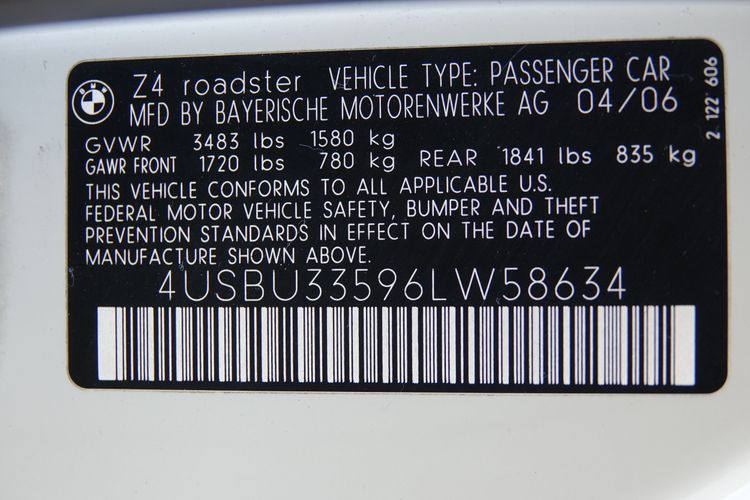 BMW
Z4 roadster VEHICLE TYPE: PASSENGER CAR
MFD BY BAYERISCHE MOTORENWERKE AG 04/06
GVWR 3483 lbs 1580 kg
GAWR FRONT 1720 lbs 780 kg REAR 1841 lbs 835 kg
THIS VEHICLE CONFORMS TO ALL APPLICABLE U.S.
FEDERAL MOTOR VEHICLE SAFETY, BUMPER AND THEFT
PREVENTION STANDARDS IN EFFECT ON THE DATE OF
MANUFACTURE SHOWN ABOVE.
4USBU33596LW58634
2 122 606